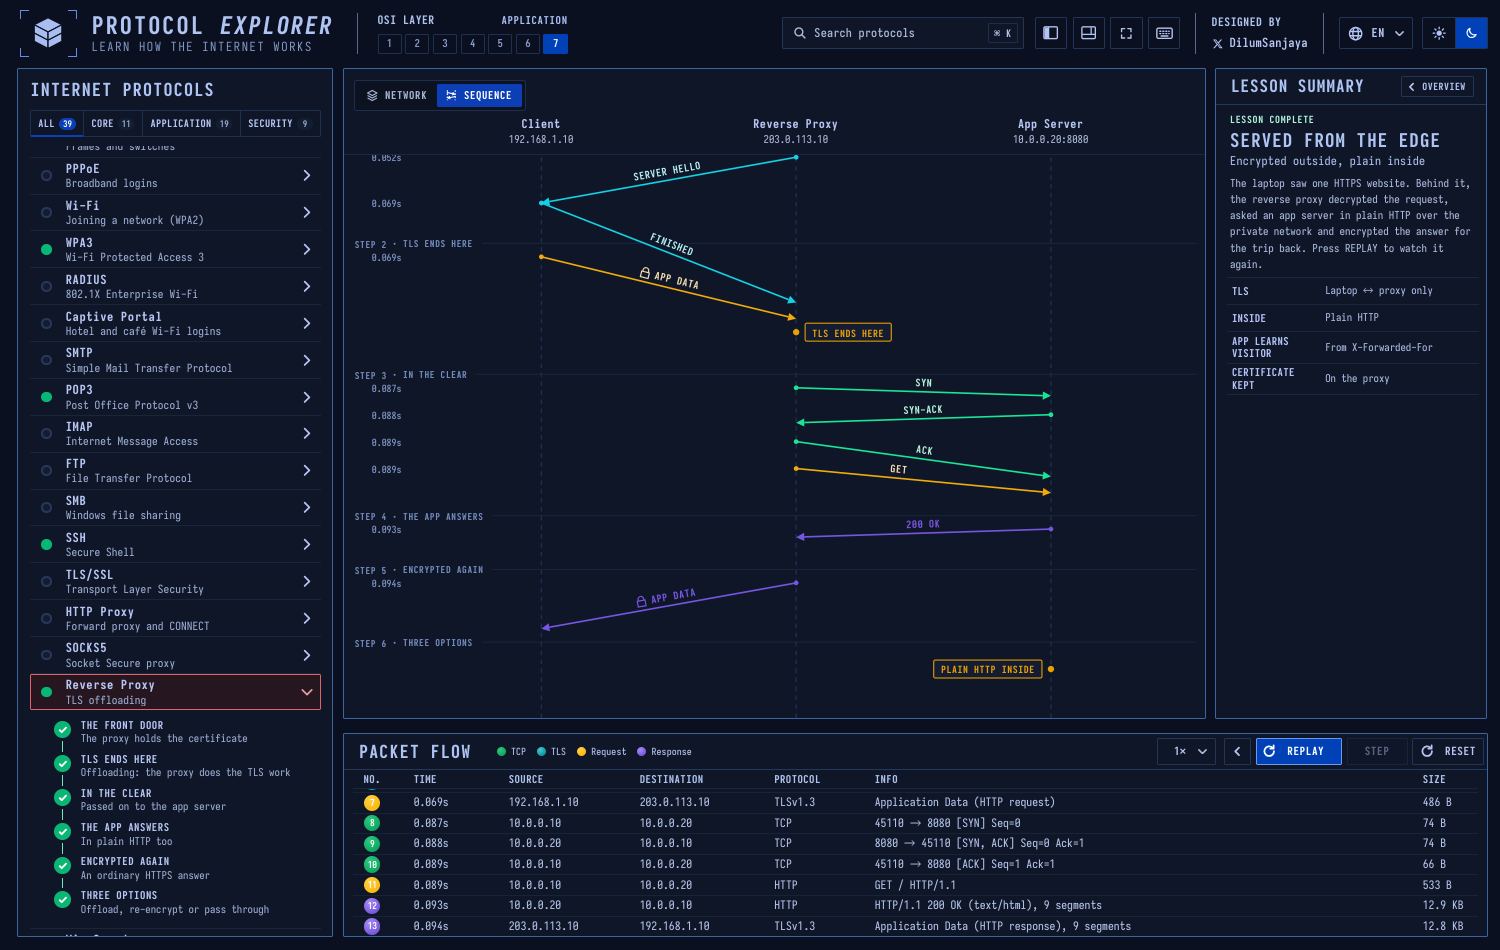 PROTOCOL EXPLORER
LEARN HOW THE INTERNET WORKS
OSI LAYER
APPLICATION
1 2 3 4 5 6 7
Search protocols
⌘ K
DESIGNED BY
DilumSanjaya
EN
INTERNET PROTOCOLS
ALL 39
CORE 11
APPLICATION 19
SECURITY 9
Frames and switches
PPPoE
Broadband logins
Wi-Fi
Joining a network (WPA2)
WPA3
Wi-Fi Protected Access 3
RADIUS
802.1X Enterprise Wi-Fi
Captive Portal
Hotel and café Wi-Fi logins
SMTP
Simple Mail Transfer Protocol
POP3
Post Office Protocol v3
IMAP
Internet Message Access
FTP
File Transfer Protocol
SMB
Windows file sharing
SSH
Secure Shell
TLS/SSL
Transport Layer Security
HTTP Proxy
Forward proxy and CONNECT
SOCKS5
Socket Secure proxy
Reverse Proxy
TLS offloading
THE FRONT DOOR
The proxy holds the certificate
TLS ENDS HERE
Offloading: the proxy does the TLS work
IN THE CLEAR
Passed on to the app server
THE APP ANSWERS
In plain HTTP too
ENCRYPTED AGAIN
An ordinary HTTPS answer
THREE OPTIONS
Offload, re-encrypt or pass through
NETWORK
SEQUENCE
Client
192.168.1.10
Reverse Proxy
203.0.113.10
App Server
10.0.0.20:8080
0.052s
SERVER HELLO
0.069s
FINISHED
STEP 2 · TLS ENDS HERE
0.069s
APP DATA
TLS ENDS HERE
STEP 3 · IN THE CLEAR
0.087s
SYN
0.088s
SYN-ACK
0.089s
ACK
0.089s
GET
STEP 4 · THE APP ANSWERS
0.093s
200 OK
STEP 5 · ENCRYPTED AGAIN
0.094s
APP DATA
STEP 6 · THREE OPTIONS
PLAIN HTTP INSIDE
LESSON SUMMARY
OVERVIEW
LESSON COMPLETE
SERVED FROM THE EDGE
Encrypted outside, plain inside
The laptop saw one HTTPS website. Behind it,
the reverse proxy decrypted the request,
asked an app server in plain HTTP over the
private network and encrypted the answer for
the trip back. Press REPLAY to watch it
again.
TLS Laptop ↔ proxy only
INSIDE Plain HTTP
APP LEARNS VISITOR From X-Forwarded-For
CERTIFICATE KEPT On the proxy
PACKET FLOW
TCP TLS Request Response
1×
REPLAY
STEP
RESET
NO. TIME SOURCE DESTINATION PROTOCOL INFO SIZE
7 0.069s 192.168.1.10 203.0.113.10 TLSv1.3 Application Data (HTTP request) 486 B
8 0.087s 10.0.0.10 10.0.0.20 TCP 45110 → 8080 [SYN] Seq=0 74 B
9 0.088s 10.0.0.20 10.0.0.10 TCP 8080 → 45110 [SYN, ACK] Seq=0 Ack=1 74 B
10 0.089s 10.0.0.10 10.0.0.20 TCP 45110 → 8080 [ACK] Seq=1 Ack=1 66 B
11 0.089s 10.0.0.10 10.0.0.20 HTTP GET / HTTP/1.1 533 B
12 0.093s 10.0.0.20 10.0.0.10 HTTP HTTP/1.1 200 OK (text/html), 9 segments 12.9 KB
13 0.094s 203.0.113.10 192.168.1.10 TLSv1.3 Application Data (HTTP response), 9 segments 12.8 KB